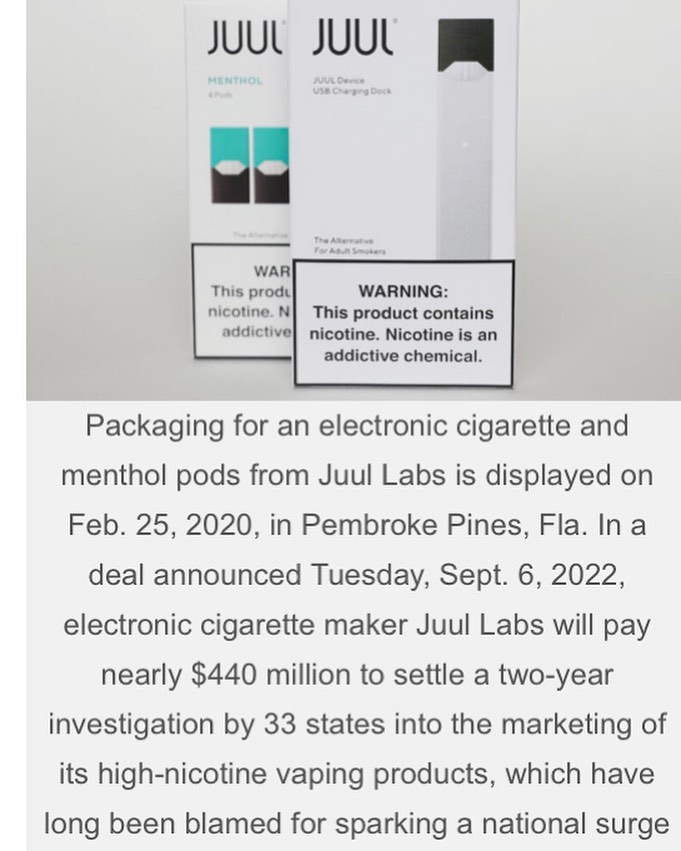 JUUL
MENTHOL
4 Pods
The Alternative
WAR
This produ
nicotine. N
addictive
JUUL
JUUL Device
USB Charging Dock
The Alternative
For Adult Smokers
WARNING:
This product contains
nicotine. Nicotine is an
addictive chemical.
Packaging for an electronic cigarette and
menthol pods from Juul Labs is displayed on
Feb. 25, 2020, in Pembroke Pines, Fla. In a
deal announced Tuesday, Sept. 6, 2022,
electronic cigarette maker Juul Labs will pay
nearly $440 million to settle a two-year
investigation by 33 states into the marketing of
its high-nicotine vaping products, which have
long been blamed for sparking a national surge